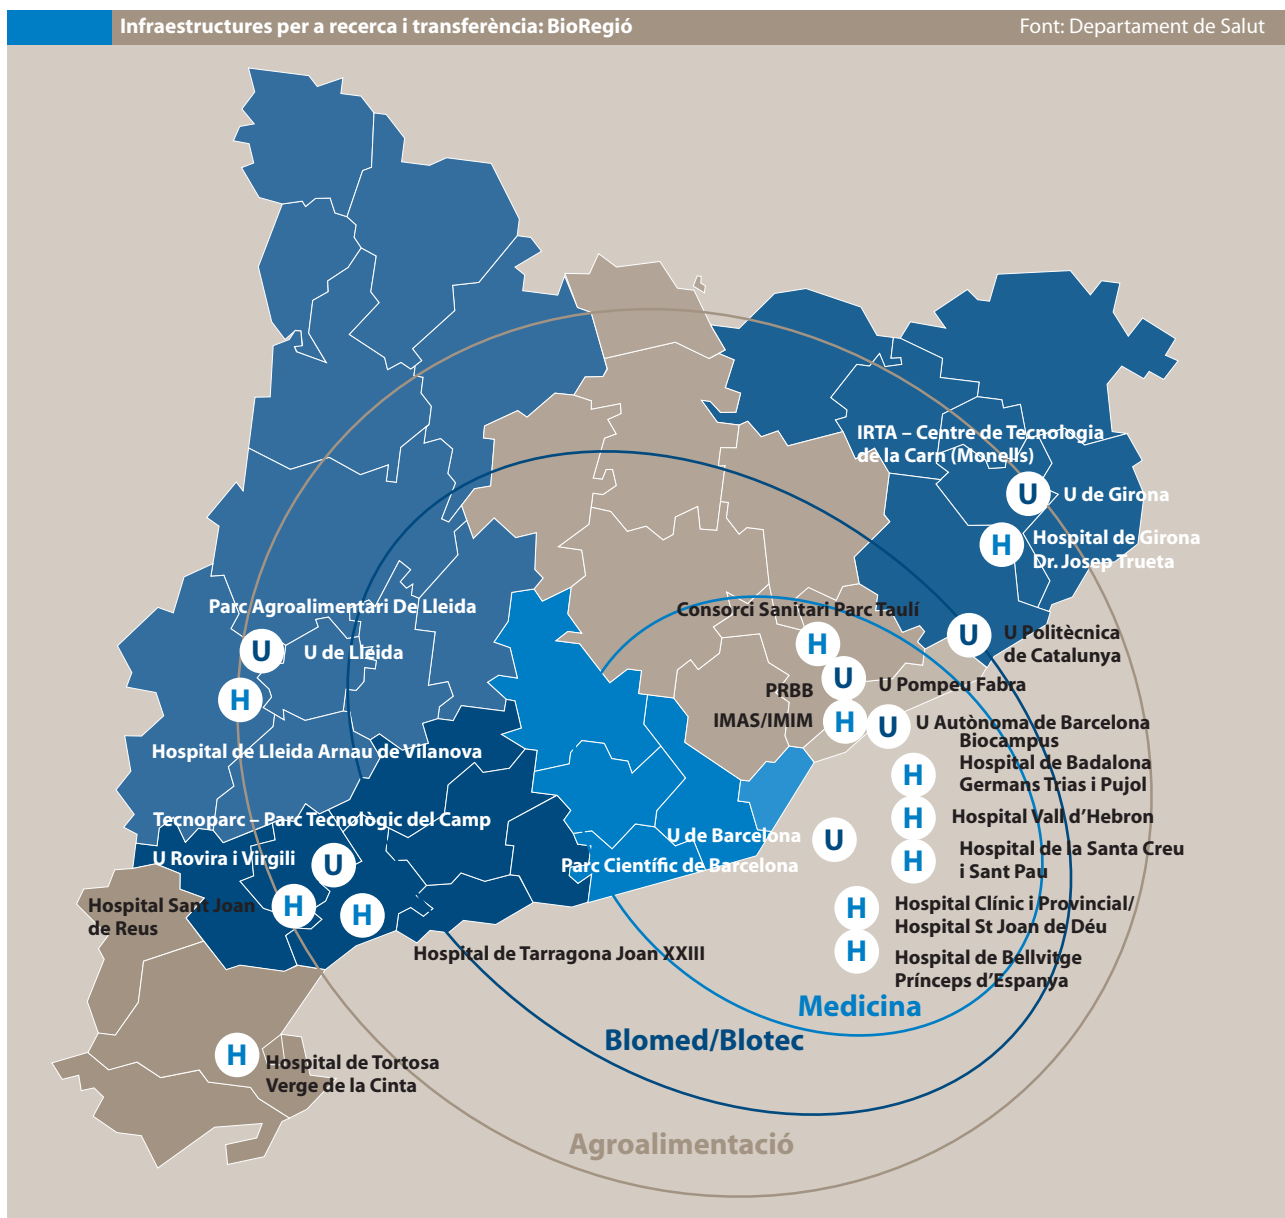 Infraestructures per a recerca i transferència: BioRegió
Font: Departament de Salut
IRTA – Centre de Tecnologia
de la Carn (Monells)
U
U de Girona
H
Hospital de Girona
Dr. Josep Trueta
Parc Agroalimentari De Lleida
U
U de Lleida
H
Hospital de Lleida Arnau de Vilanova
Consorci Sanitari Parc Taulí
H
U
U Politècnica
de Catalunya
U
U Pompeu Fabra
PRBB
IMAS/IMIM
H
U
U Autònoma de Barcelona
Biocampus
H
Hospital de Badalona
Germans Trias i Pujol
H
Hospital Vall d’Hebron
H
Hospital de la Santa Creu
i Sant Pau
U de Barcelona
U
Parc Científic de Barcelona
H
Hospital Clínic i Provincial/
Hospital St Joan de Déu
H
Hospital de Bellvitge
Prínceps d’Espanya
Tecnoparc – Parc Tecnològic del Camp
U Rovira i Virgili
U
Hospital Sant Joan
de Reus
H
H
Hospital de Tarragona Joan XXIII
Medicina
Blomed/Blotec
H
Hospital de Tortosa
Verge de la Cinta
Agroalimentació